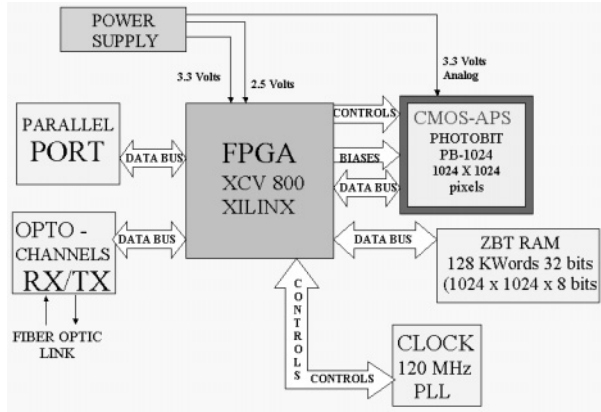 POWER
SUPPLY
3.3 Volts
2.5 Volts
3.3 Volts
Analog
PARALLEL
PORT
DATA BUS
FPGA
XCV 800
XILINX
CONTROLS
BIASES
DATA BUS
CMOS-APS
PHOTOBIT
PB-1024
1024 X 1024
pixels
OPTO -
CHANNELS
RX/TX
DATA BUS
FIBER OPTIC
LINK
DATA BUS
ZBT RAM
128 KWords 32 bits
(1024 x 1024 x 8 bits
CONTROLS
CONTROLS
CLOCK
120 MHz
PLL